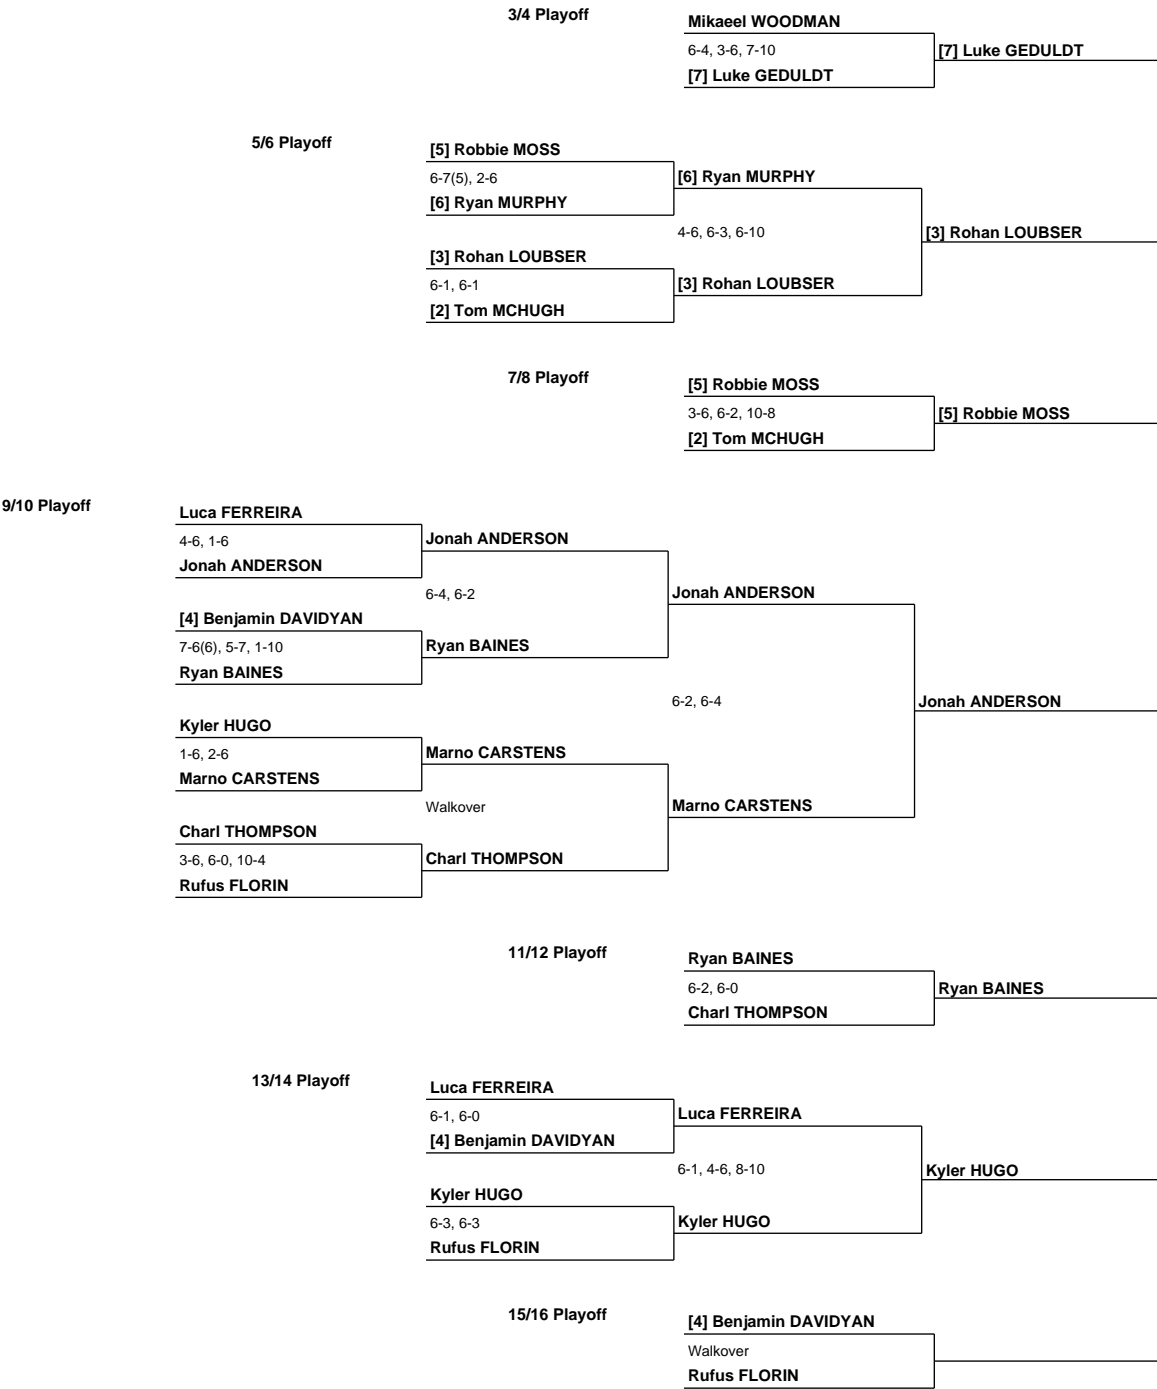 3/4 Playoff
Mikaeel WOODMAN
6-4, 3-6, 7-10
[7] Luke GEDULDT
[7] Luke GEDULDT
5/6 Playoff
[5] Robbie MOSS
6-7(5), 2-6
[6] Ryan MURPHY
[6] Ryan MURPHY
4-6, 6-3, 6-10
[3] Rohan LOUBSER
[3] Rohan LOUBSER
6-1, 6-1
[3] Rohan LOUBSER
[2] Tom MCHUGH
7/8 Playoff
[5] Robbie MOSS
3-6, 6-2, 10-8
[5] Robbie MOSS
[2] Tom MCHUGH
9/10 Playoff
Luca FERREIRA
4-6, 1-6
Jonah ANDERSON
Jonah ANDERSON
6-4, 6-2
Jonah ANDERSON
[4] Benjamin DAVIDYAN
7-6(6), 5-7, 1-10
Ryan BAINES
Ryan BAINES
6-2, 6-4
Jonah ANDERSON
Kyler HUGO
1-6, 2-6
Marno CARSTENS
Marno CARSTENS
Walkover
Marno CARSTENS
Charl THOMPSON
3-6, 6-0, 10-4
Charl THOMPSON
Rufus FLORIN
11/12 Playoff
Ryan BAINES
6-2, 6-0
Ryan BAINES
Charl THOMPSON
13/14 Playoff
Luca FERREIRA
6-1, 6-0
Luca FERREIRA
[4] Benjamin DAVIDYAN
6-1, 4-6, 8-10
Kyler HUGO
Kyler HUGO
6-3, 6-3
Kyler HUGO
Rufus FLORIN
15/16 Playoff
[4] Benjamin DAVIDYAN
Walkover
Rufus FLORIN